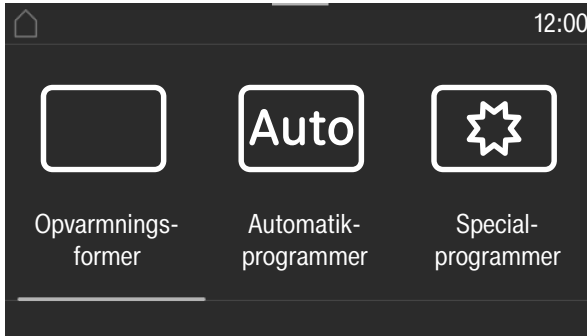 12:00
Auto
Opvarmnings-
former
Automatik-
programmer
Special-
programmer